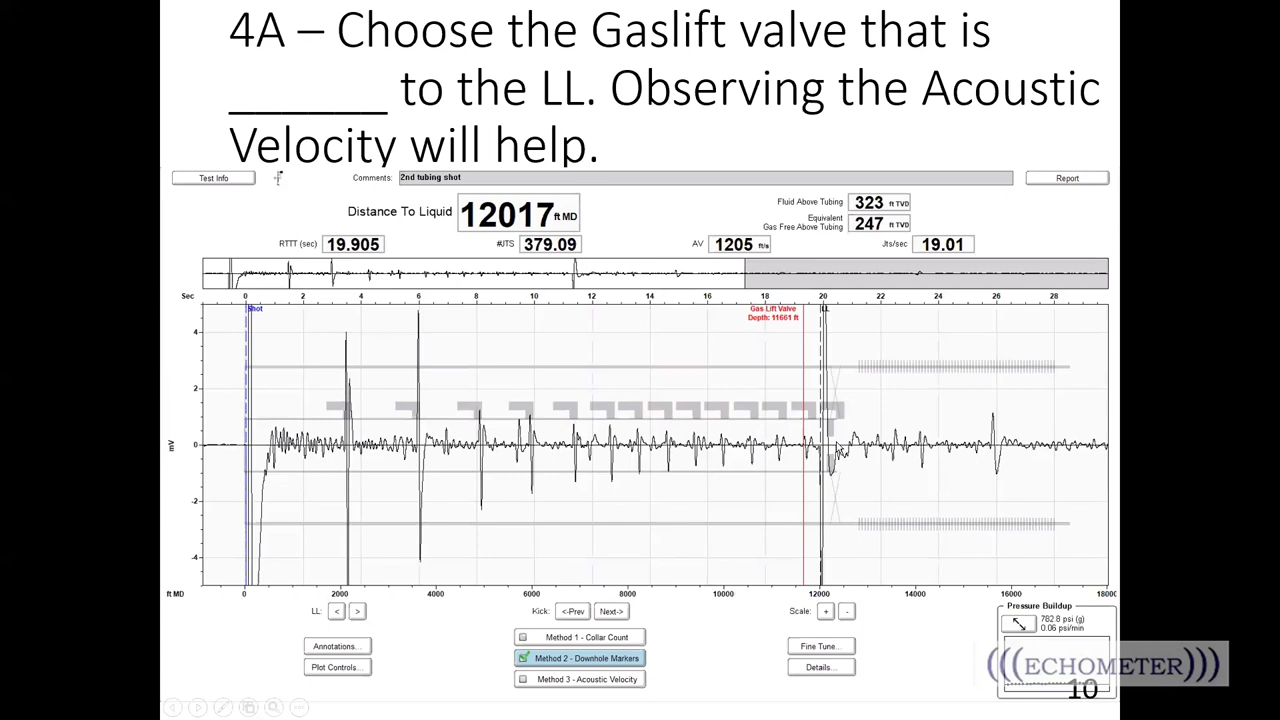 4A – Choose the Gaslift valve that is
_______ to the LL. Observing the Acoustic
Velocity will help.
Test Info
Comments: 2nd tubing shot
Report
Distance To Liquid 12017 ft MD
Fluid Above Tubing 323 ft TVD
Equivalent
Gas Free Above Tubing 247 ft TVD
RTTT (sec) 19.905 #JTS 379.09 AV 1205 ft/s Jts/sec 19.01
Sec 0 2 4 6 8 10 12 14 16 18 20 22 24 26 28
Shot
Gas Lift Valve
Depth: 11661 ft
LL
4
2
0
-2
-4
mV
ft MD 0 2000 4000 6000 8000 10000 12000 14000 16000 18000
LL: < > Kick: <-Prev Next-> Scale: + -
Annotations...
Plot Controls...
Method 1 - Collar Count
Method 2 - Downhole Markers
Method 3 - Acoustic Velocity
Fine Tune...
Details...
Pressure Buildup
762.8 psi (g)
0.06 psi/min
(((ECHOMETER)))
10